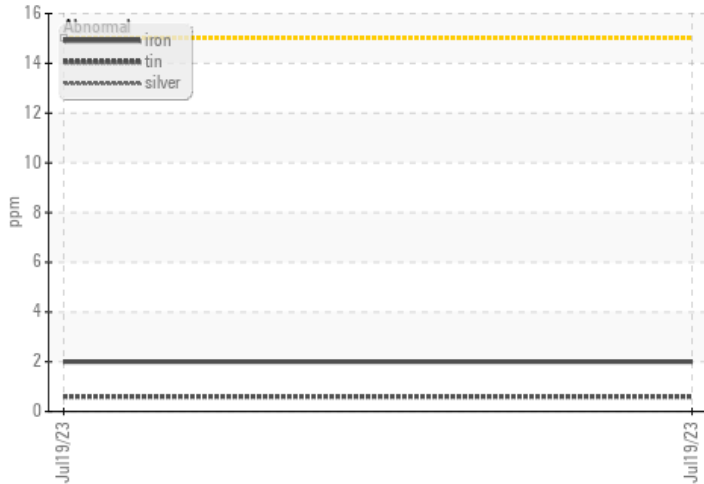 16
Abnormal
iron
tin
silver
14
12
10
8
6
4
2
0
ppm
Jul19/23
Jul19/23